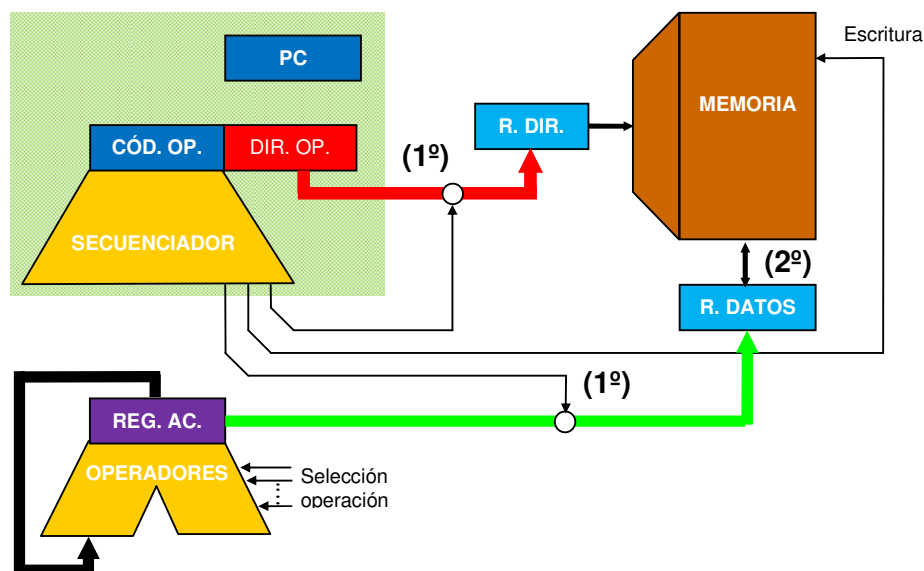 PC
Escritura
MEMORIA
R. DIR.
CÓD. OP.
DIR. OP.
(1º)
SECUENCIADOR
(2º)
R. DATOS
(1º)
REG. AC.
OPERADORES
Selección
operación